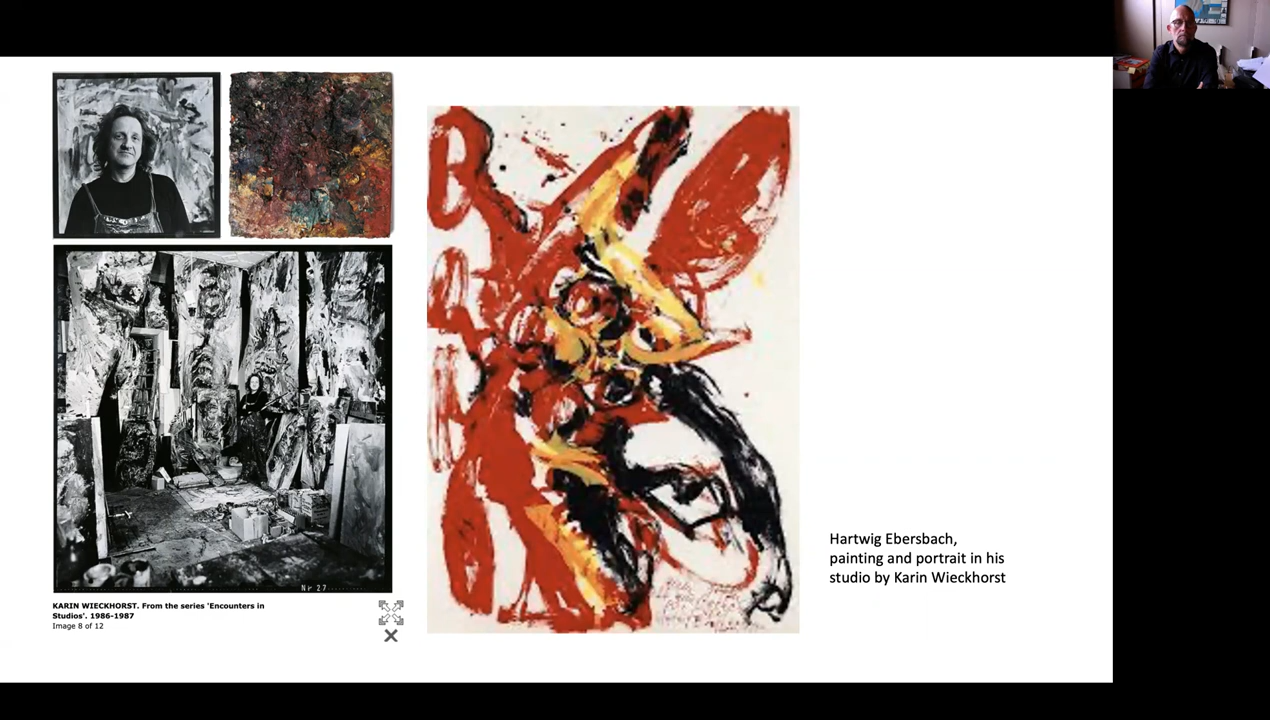 Nr 27
KARIN WIECKHORST. From the series 'Encounters in
Studios'. 1986-1987
Image 8 of 12
Hartwig Ebersbach,
painting and portrait in his
studio by Karin Wieckhorst